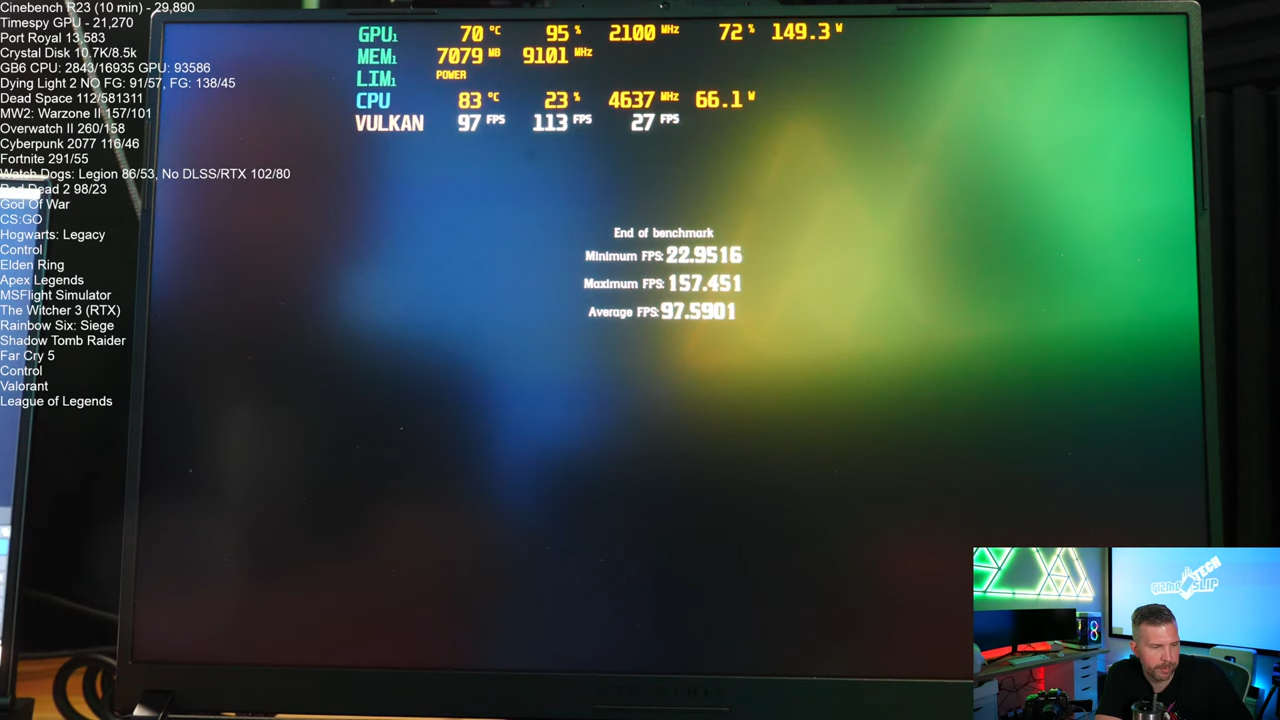 Cinebench R23 (10 min) - 29,890
Timespy GPU - 21,270
Port Royal 13,583
Crystal Disk 10.7K/8.5k
GB6 CPU: 2843/16935 GPU: 93586
Dying Light 2 NO FG: 91/57, FG: 138/45
Dead Space 112/581311
MW2: Warzone II 157/101
Overwatch II 260/158
Cyberpunk 2077 116/46
Fortnite 291/55
Watch Dogs: Legion 86/53, No DLSS/RTX 102/80
Red Dead 2 98/23
God Of War
CS:GO
Hogwarts: Legacy
Control
Elden Ring
Apex Legends
MSFlight Simulator
The Witcher 3 (RTX)
Rainbow Six: Siege
Shadow Tomb Raider
Far Cry 5
Control
Valorant
League of Legends
GPU1 70 °C 95 % 2100 MHz 72 % 149.3 W
MEM1 7079 MB 9101 MHz
LIM1 POWER
CPU 83 °C 23 % 4637 MHz 66.1 W
VULKAN 97 FPS 113 FPS 27 FPS
End of benchmark
Minimum FPS: 22.9516
Maximum FPS: 157.451
Average FPS: 97.5901
GIZMO SLIP
TECH